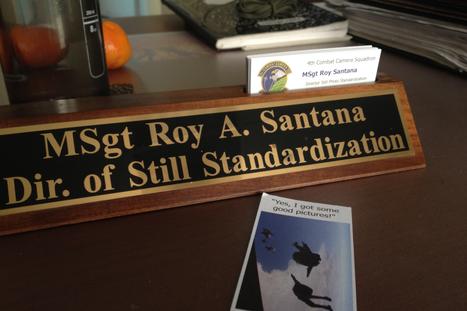 4th Combat Camera Squadron
MSgt Roy Santana
MSgt Roy A. Santana
Dir. of Still Standardization
"Yes, I got some
good pictures!"